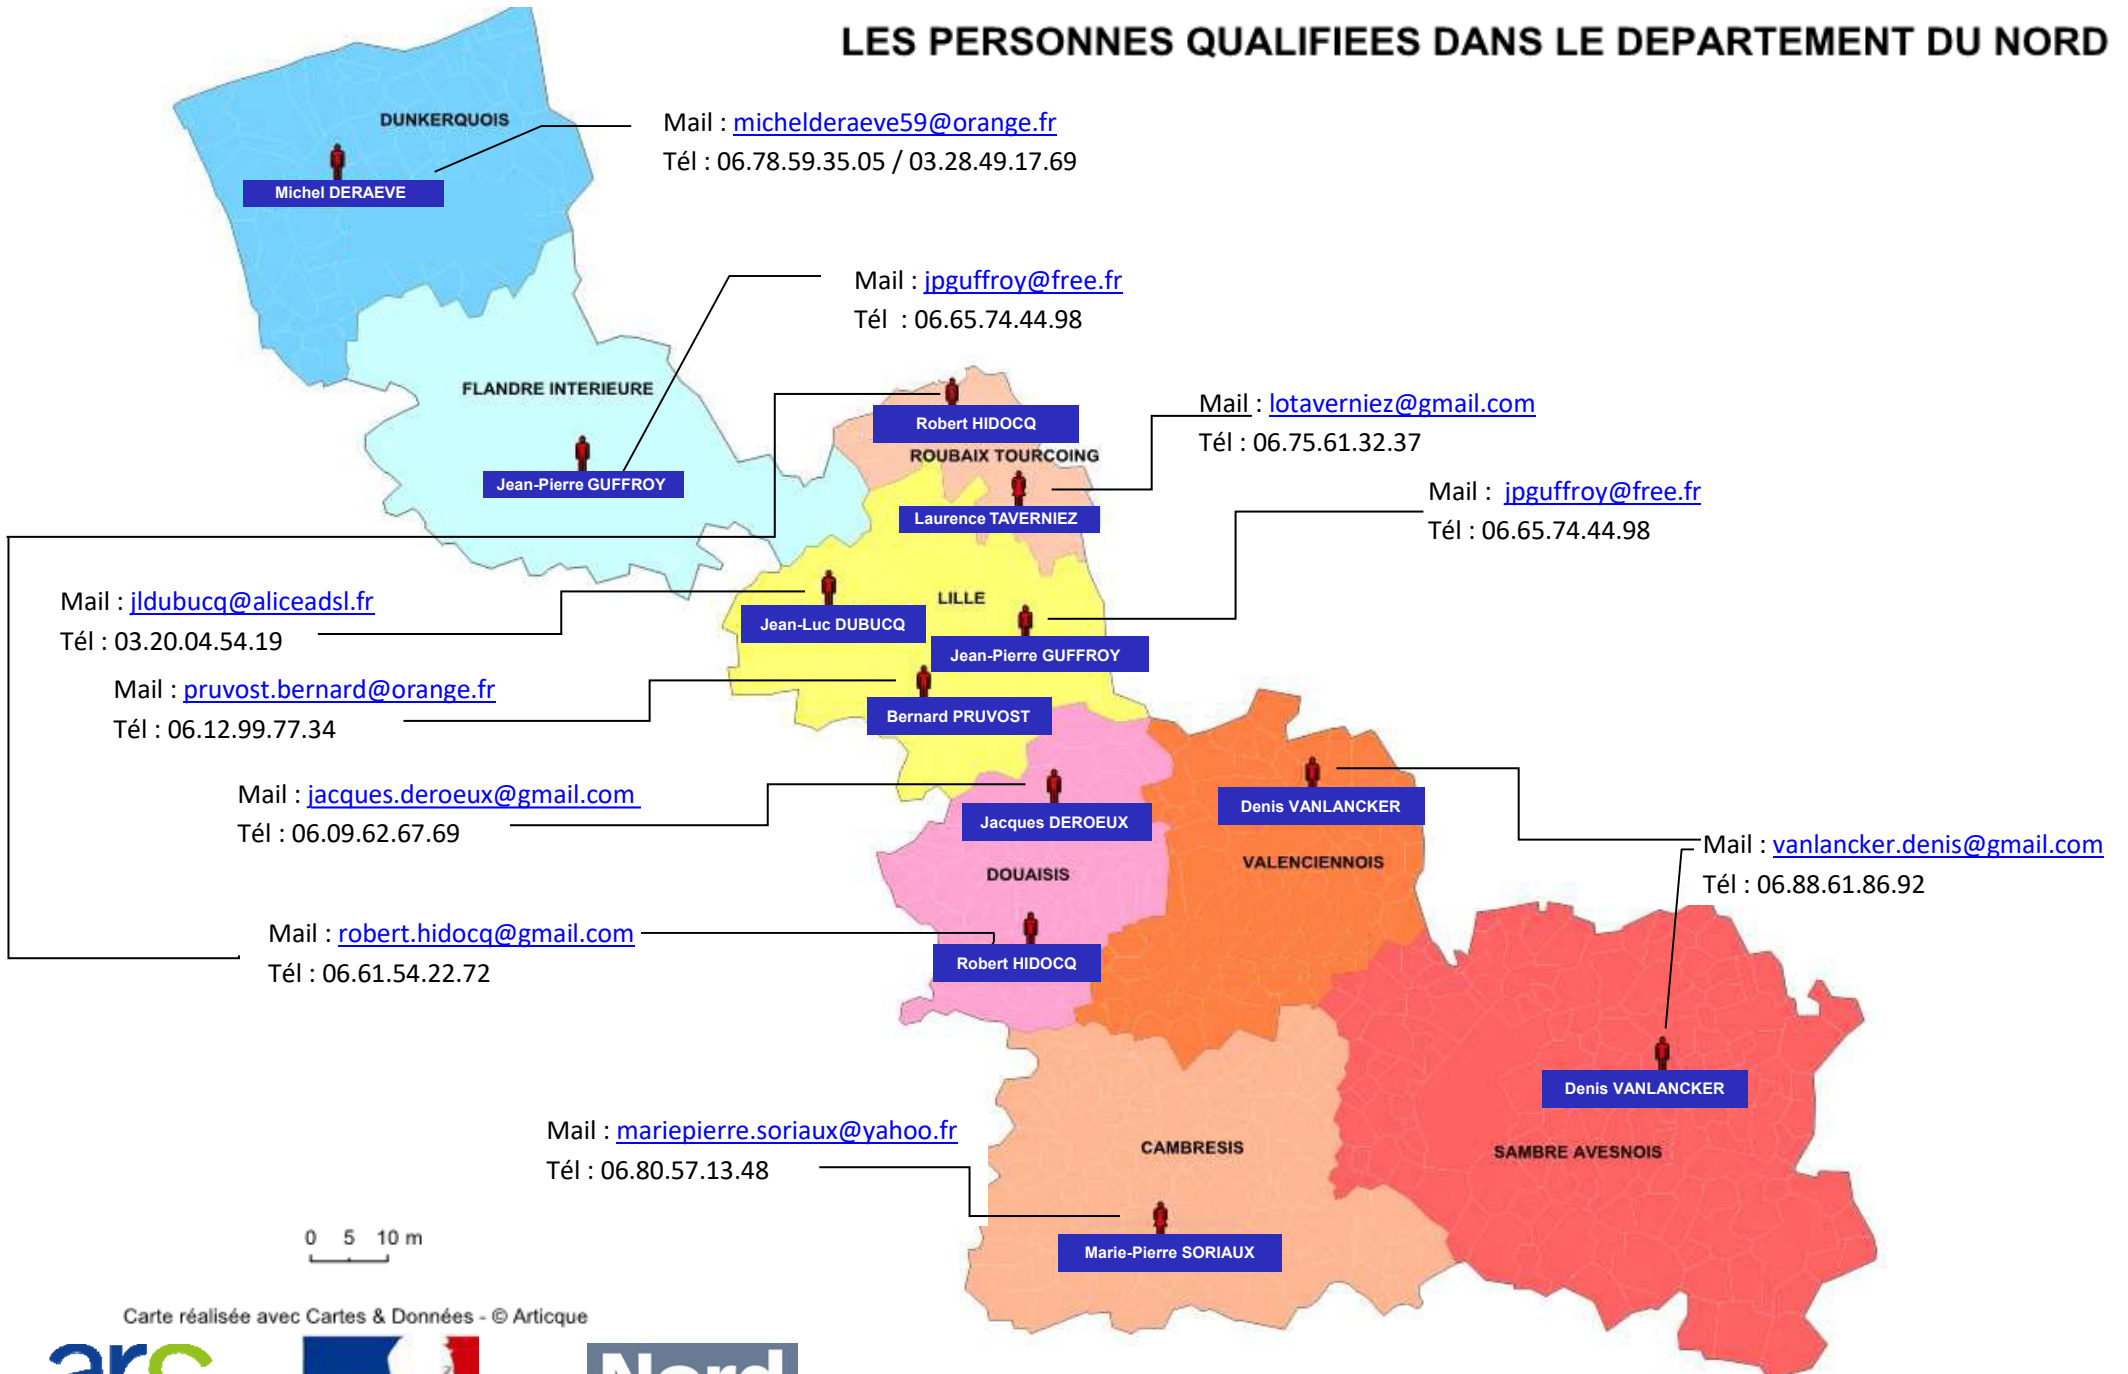 LES PERSONNES QUALIFIEES DANS LE DEPARTEMENT DU NORD
DUNKERQUOIS
Mail : michelderaeve59@orange.fr
Tél : 06.78.59.35.05 / 03.28.49.17.69
Michel DERAEVE
Mail : jpguffroy@free.fr
Tél : 06.65.74.44.98
FLANDRE INTERIEURE
Jean-Pierre GUFFROY
Robert HIDOCQ
ROUBAIX TOURCOING
Mail : lotaverniez@gmail.com
Tél : 06.75.61.32.37
Laurence TAVERNIEZ
Mail : jpguffroy@free.fr
Tél : 06.65.74.44.98
Mail : jldubucq@aliceadsl.fr
Tél : 03.20.04.54.19
LILLE
Jean-Luc DUBUCQ
Jean-Pierre GUFFROY
Mail : pruvost.bernard@orange.fr
Tél : 06.12.99.77.34
Bernard PRUVOST
Mail : jacques.deroeux@gmail.com
Tél : 06.09.62.67.69
Jacques DEROEUX
DOUAISIS
Denis VANLANCKER
VALENCIENNOIS
Mail : vanlancker.denis@gmail.com
Tél : 06.88.61.86.92
Mail : robert.hidocq@gmail.com
Tél : 06.61.54.22.72
Robert HIDOCQ
Denis VANLANCKER
SAMBRE AVESNOIS
Mail : mariepierre.soriaux@yahoo.fr
Tél : 06.80.57.13.48
CAMBRESIS
Marie-Pierre SORIAUX
0 5 10 m
Carte réalisée avec Cartes & Données - © Articque
Nord